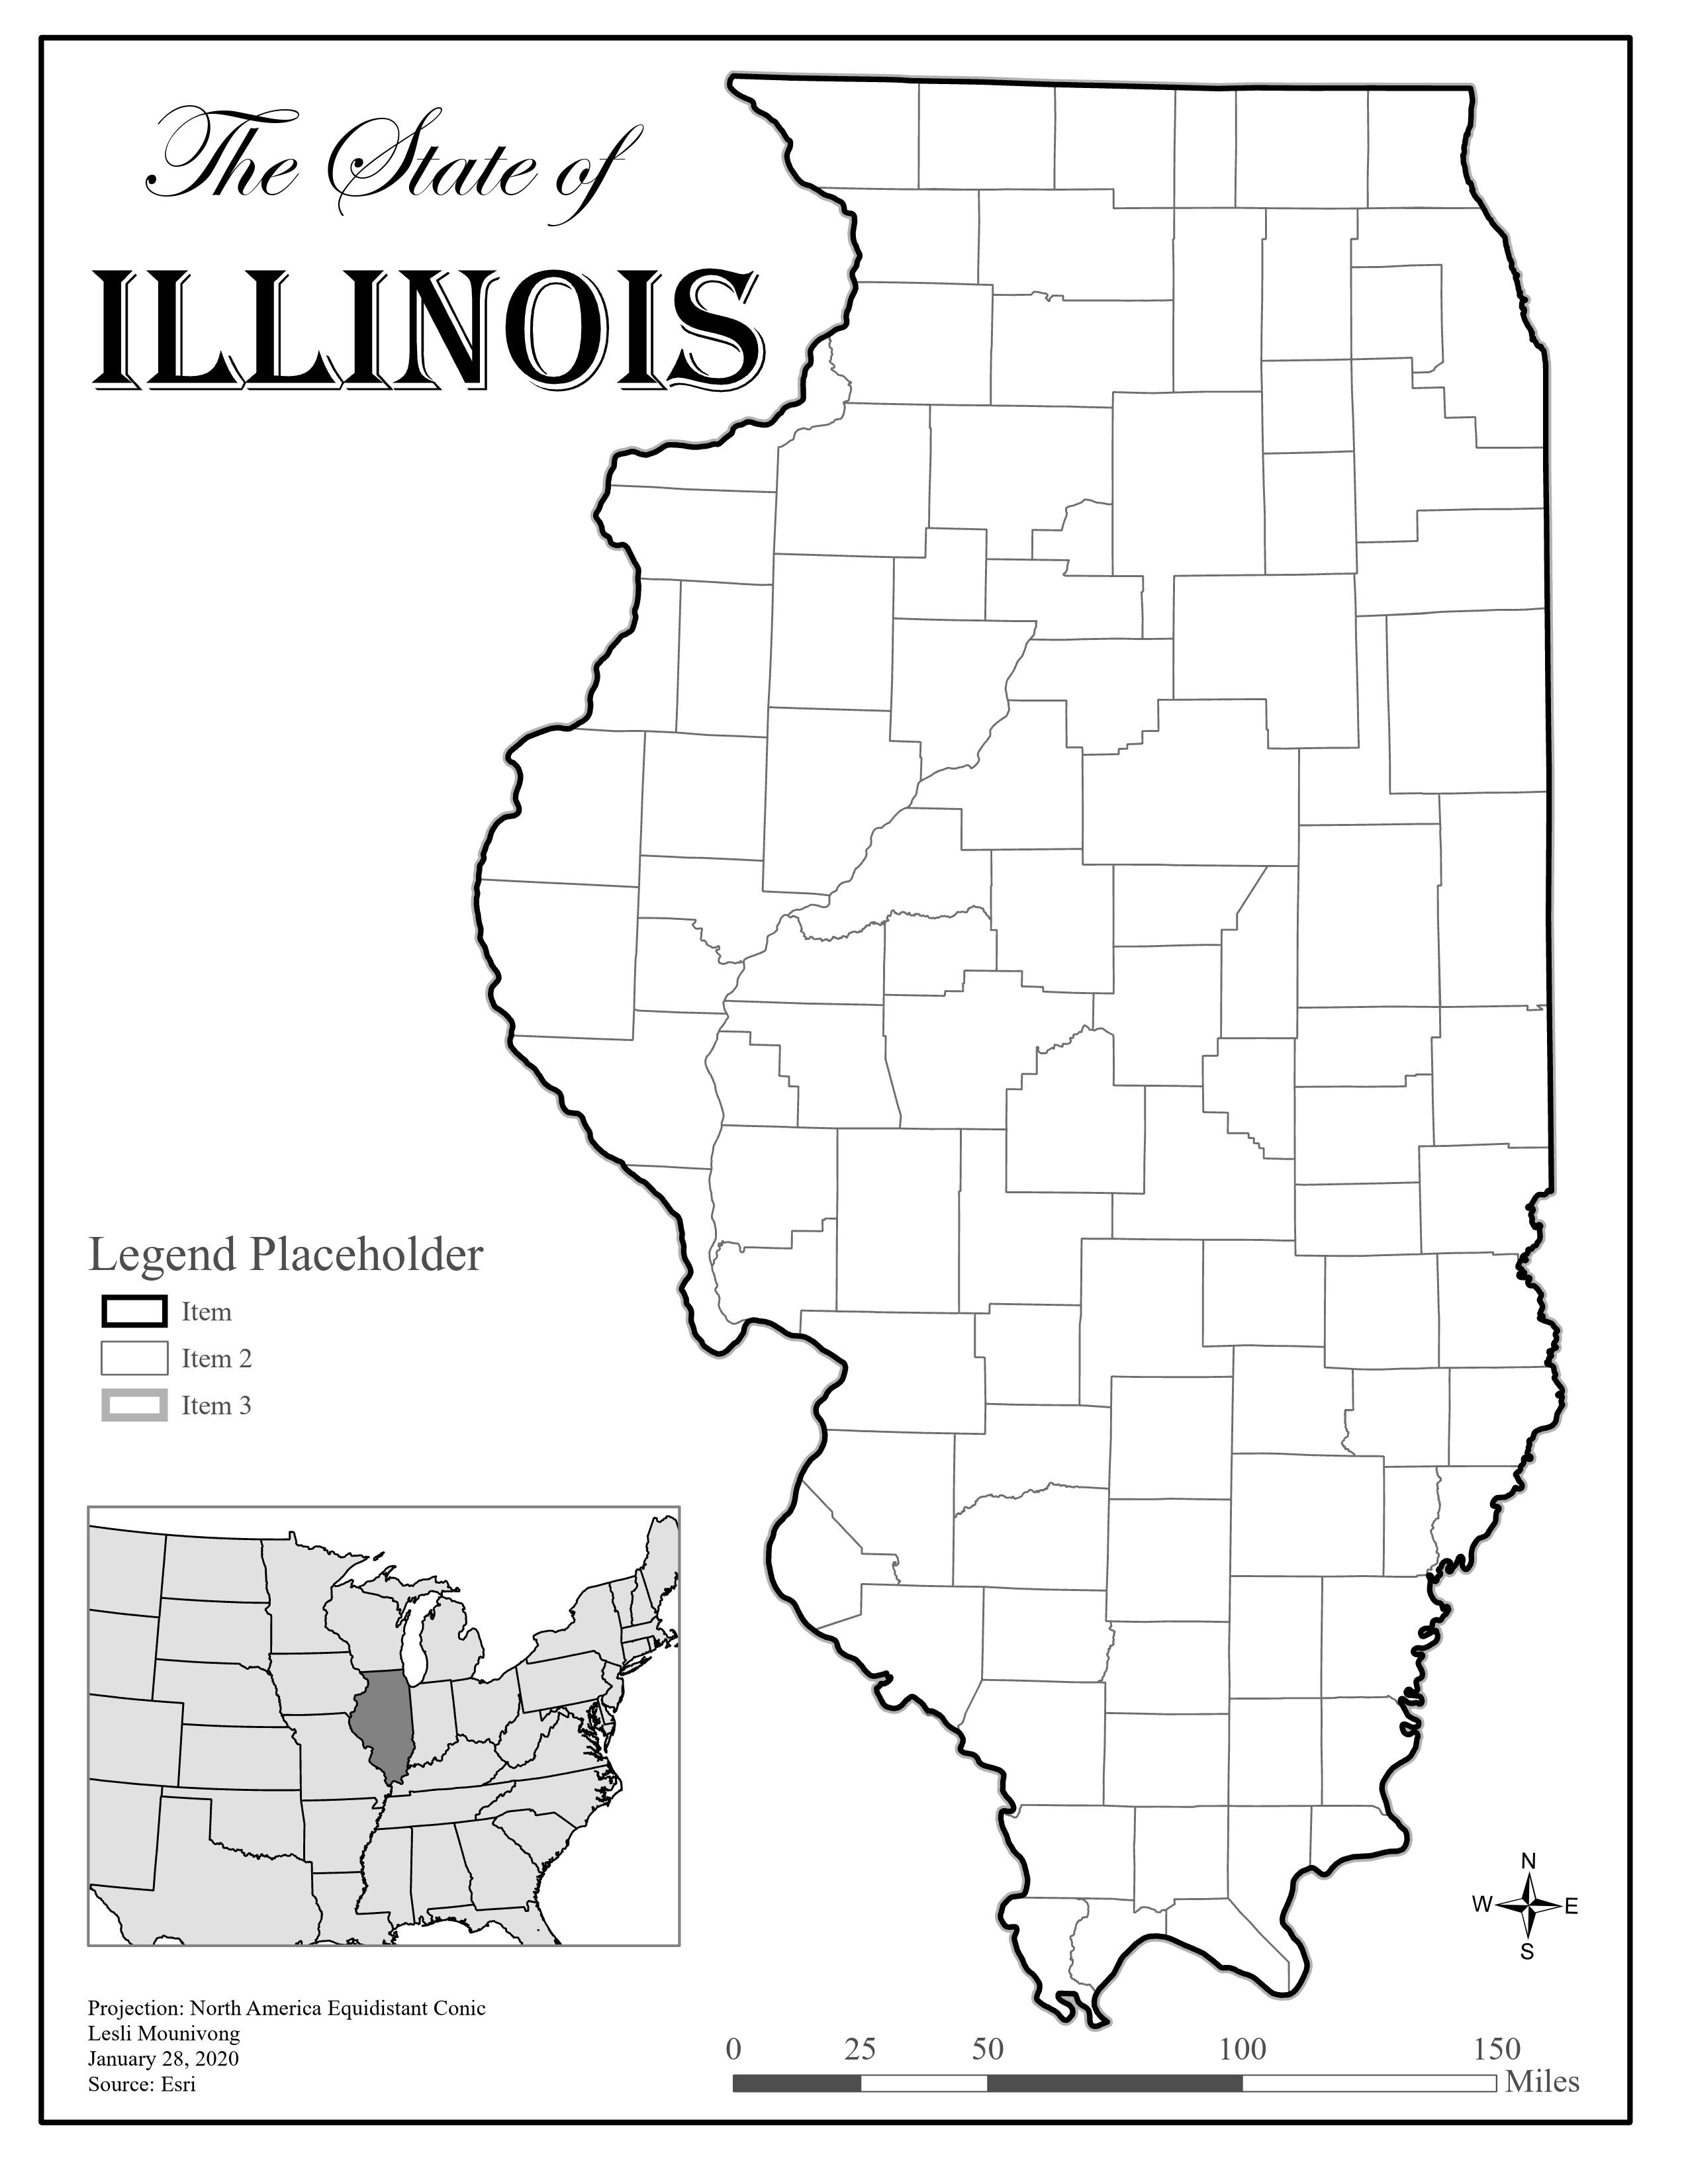 The State of
ILLINOIS
Legend Placeholder
Item
Item 2
Item 3
N
W E
S
Projection: North America Equidistant Conic
Lesli Mounivong
January 28, 2020
Source: Esri
0 25 50 100 150
Miles